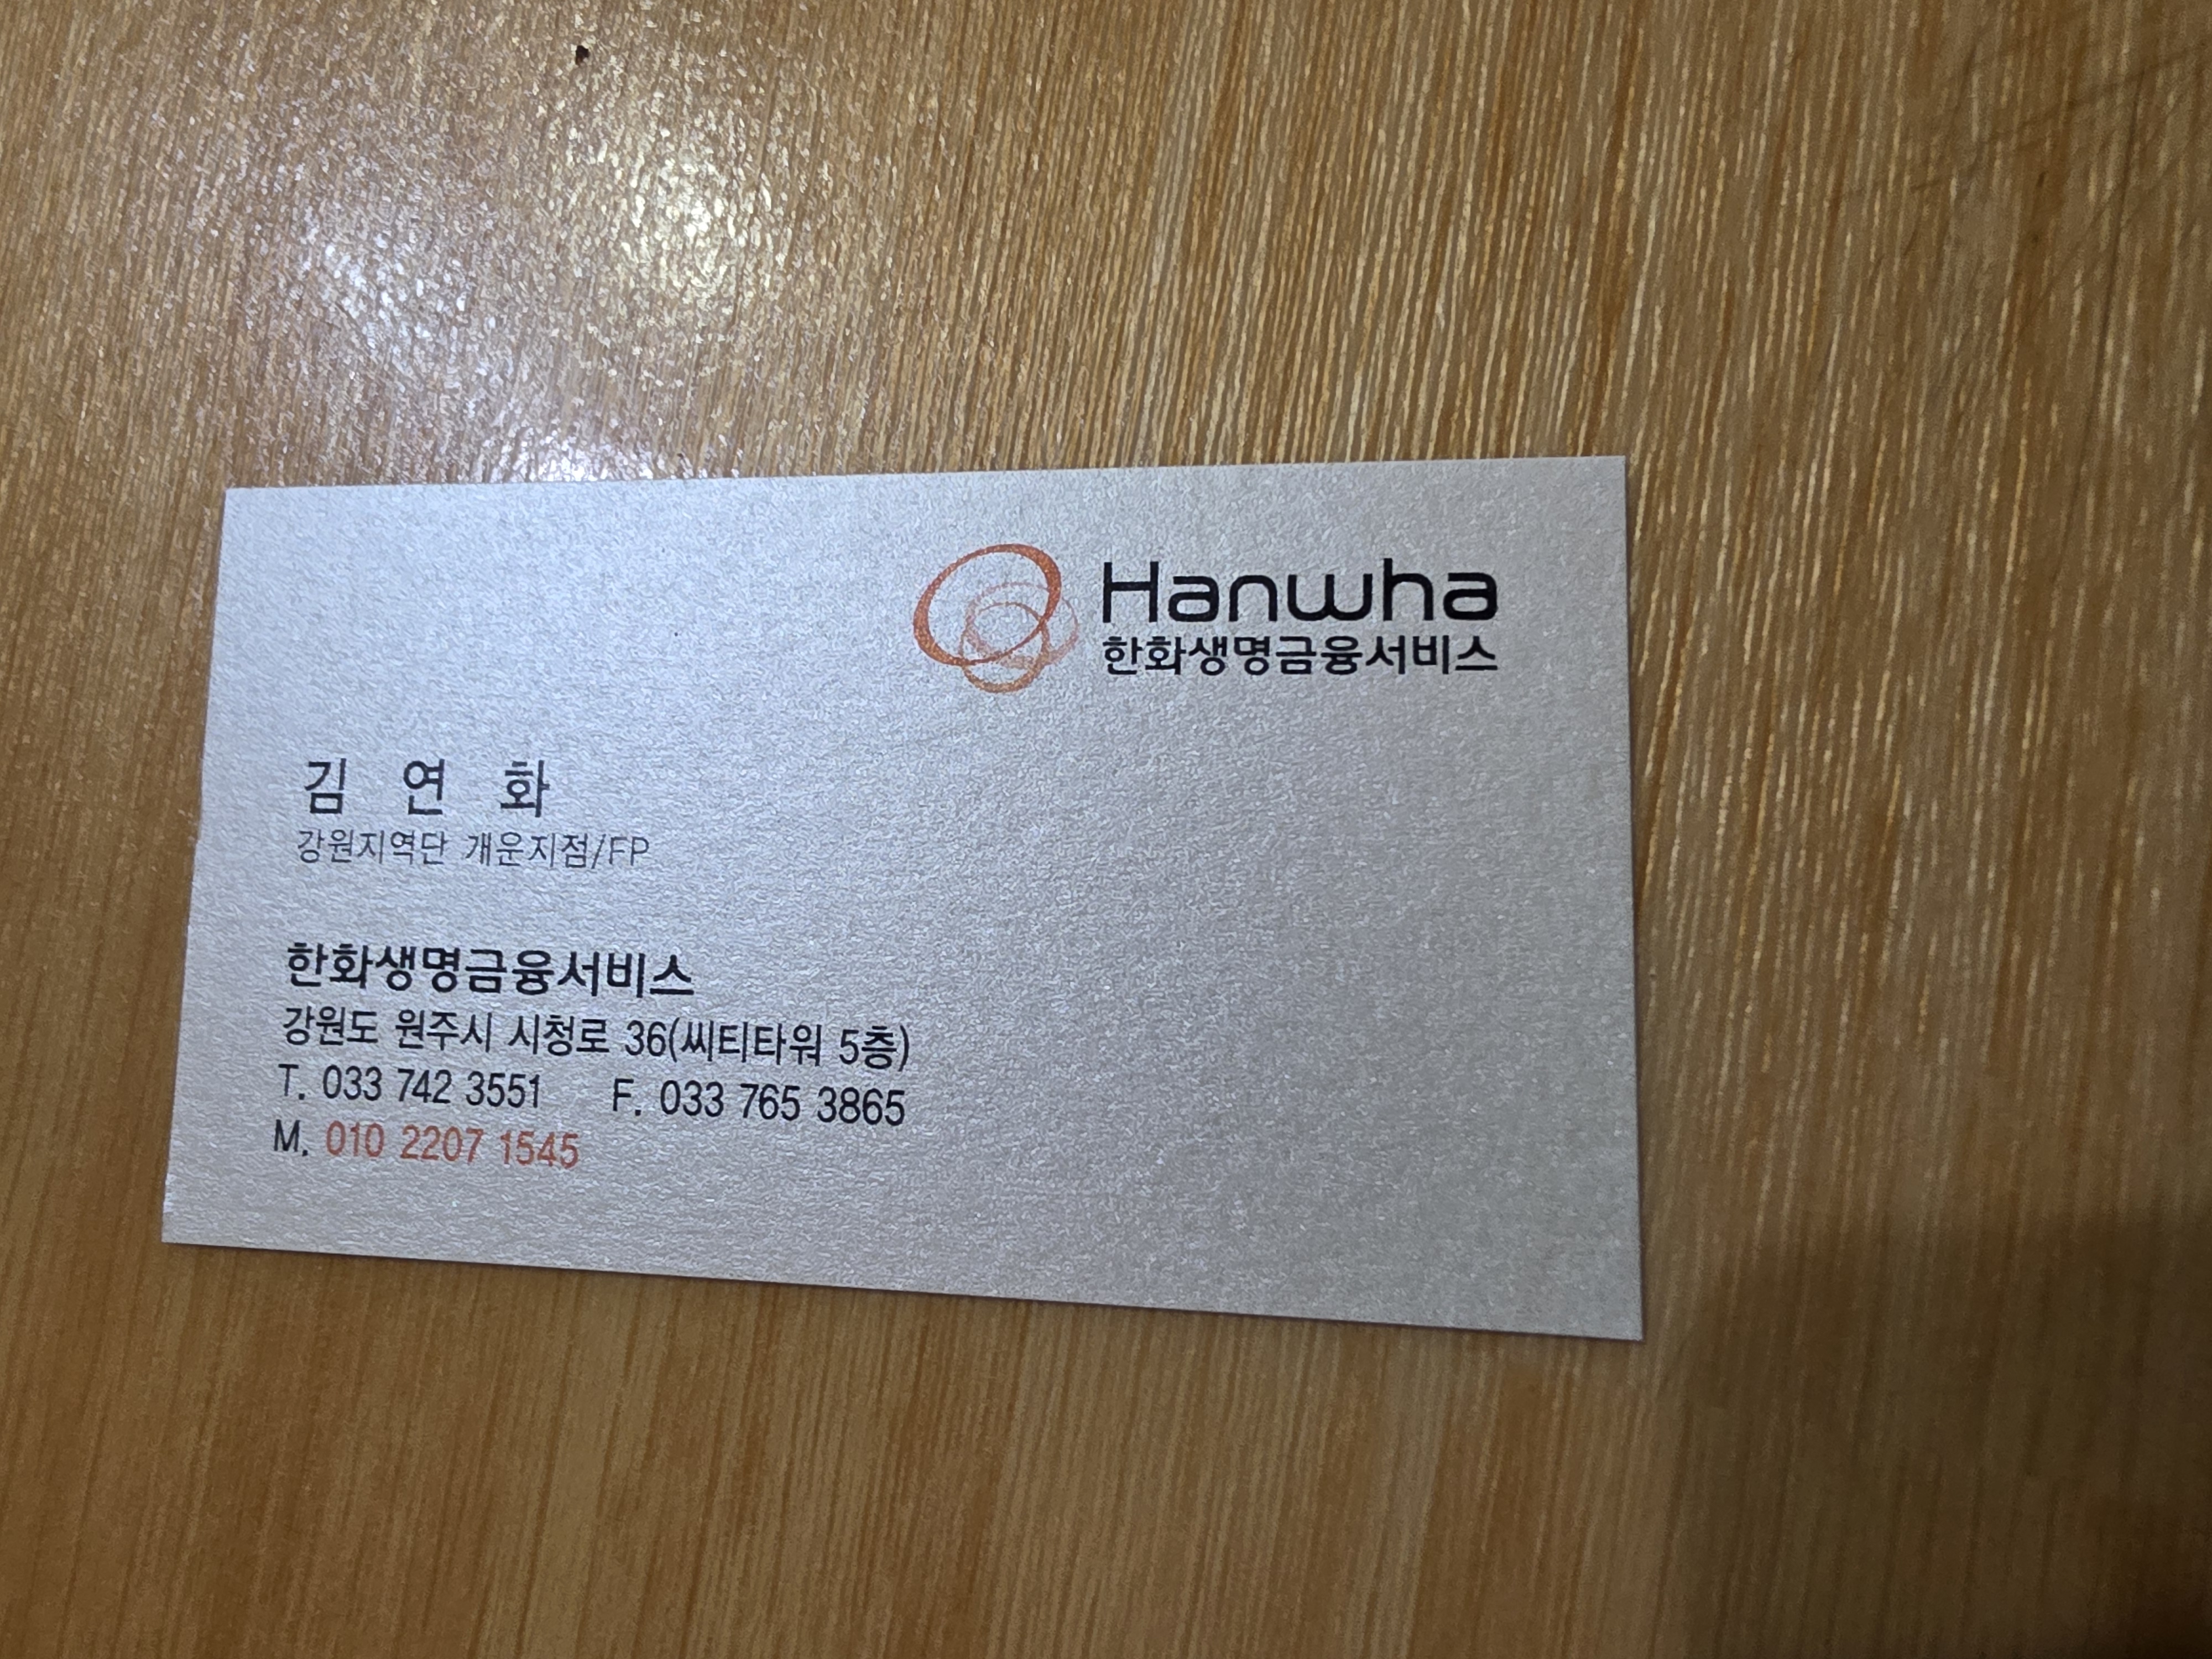 Hanwha
한화생명금융서비스
김 연 화
강원지역단 개운지점/FP
한화생명금융서비스
강원도 원주시 시청로 36(씨티타워 5층)
T. 033 742 3551 F. 033 765 3865
M. 010 2207 1545